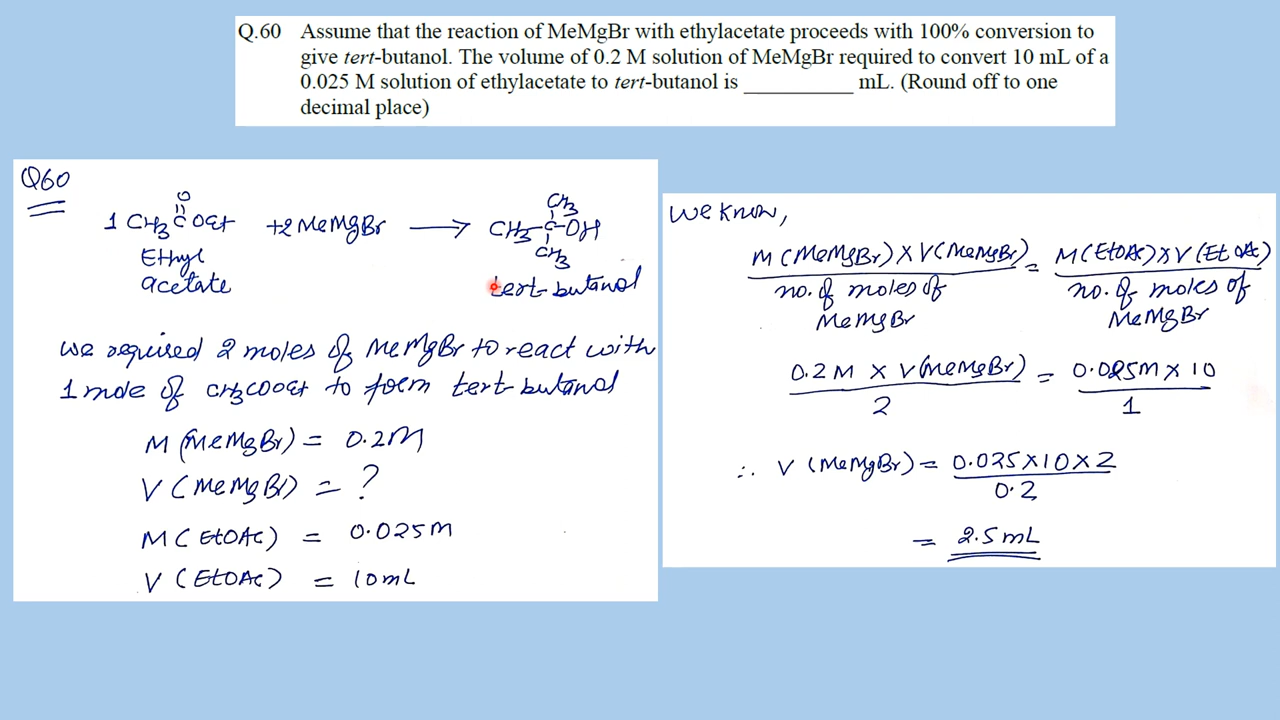 Q.60 Assume that the reaction of MeMgBr with ethylacetate proceeds with 100% conversion to
give tert-butanol. The volume of 0.2 M solution of MeMgBr required to convert 10 mL of a
0.025 M solution of ethylacetate to tert-butanol is __________ mL. (Round off to one
decimal place)
Q60
O
CH3
1 CH3 C OEt +2MeMgBr → CH3-C-OH
CH3
Ethyl
acetate
tert-butanol
we required 2 moles of MeMgBr to react with
1 mole of CH3COOEt to form tert-butanol
M (MeMgBr) = 0.2M
V (MeMgBr) = ?
M (EtOAc) = 0.025M
V (EtOAc) = 10mL
we know,
M (MeMgBr) x V(MeMgBr) = M(EtOAc) x V (EtOAc)
no. of moles of
MeMgBr
no. of moles of
MeMgBr
0.2M x V(MeMgBr) = 0.025M x 10
2
1
∴ V (MeMgBr) = 0.025 x 10 x 2
0.2
= 2.5 mL